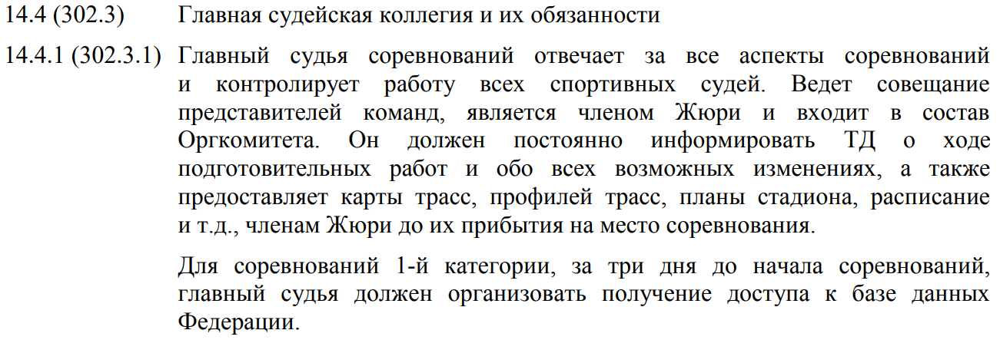 14.4 (302.3) Главная судейская коллегия и их обязанности
14.4.1 (302.3.1) Главный судья соревнований отвечает за все аспекты соревнований
и контролирует работу всех спортивных судей. Ведет совещание
представителей команд, является членом Жюри и входит в состав
Оргкомитета. Он должен постоянно информировать ТД о ходе
подготовительных работ и обо всех возможных изменениях, а также
предоставляет карты трасс, профилей трасс, планы стадиона, расписание
и т.д., членам Жюри до их прибытия на место соревнования.
Для соревнований 1-й категории, за три дня до начала соревнований,
главный судья должен организовать получение доступа к базе данных
Федерации.